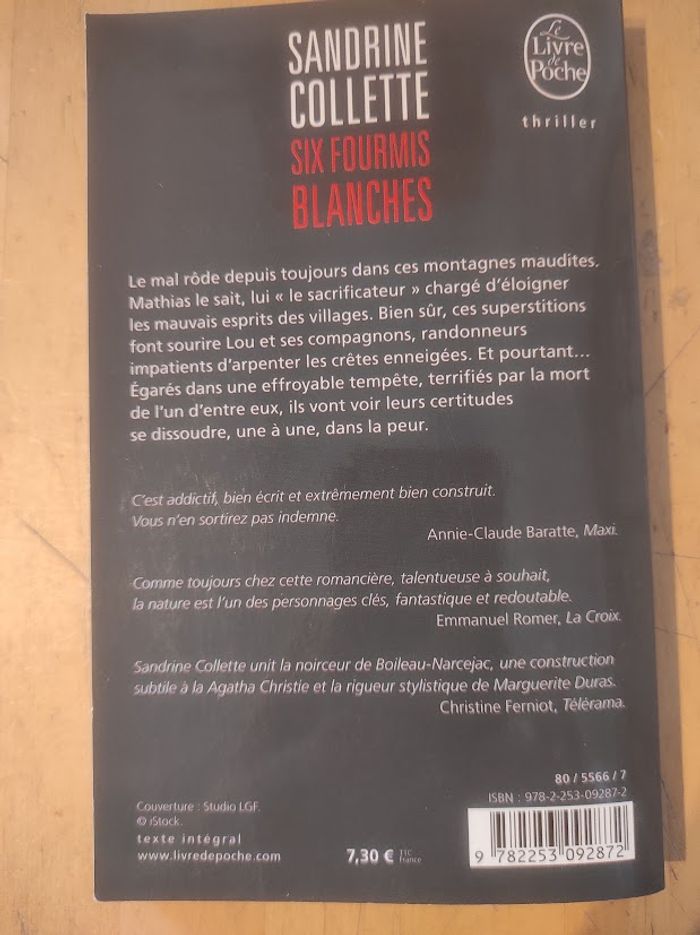 SANDRINE
COLLETTE
SIX FOURMIS
BLANCHES
Le
Livre
de
Poche
thriller
Le mal rôde depuis toujours dans ces montagnes maudites.
Mathias le sait, lui « le sacrificateur » chargé d'éloigner
les mauvais esprits des villages. Bien sûr, ces superstitions
font sourire Lou et ses compagnons, randonneurs
impatients d'arpenter les crêtes enneigées. Et pourtant...
Égarés dans une effroyable tempête, terrifiés par la mort
de l'un d'entre eux, ils vont voir leurs certitudes
se dissoudre, une à une, dans la peur.
C'est addictif, bien écrit et extrêmement bien construit.
Vous n'en sortirez pas indemne.
Annie-Claude Baratte, Maxi.
Comme toujours chez cette romancière, talentueuse à souhait,
la nature est l'un des personnages clés, fantastique et redoutable.
Emmanuel Romer, La Croix.
Sandrine Collette unit la noirceur de Boileau-Narcejac, une construction
subtile à la Agatha Christie et la rigueur stylistique de Marguerite Duras.
Christine Ferniot, Télérama.
Couverture : Studio LGF.
© iStock.
texte intégral
www.livredepoche.com
7,30 € TTC
France
80 / 5566 / 7
ISBN : 978-2-253-09287-2
9 782253 092872